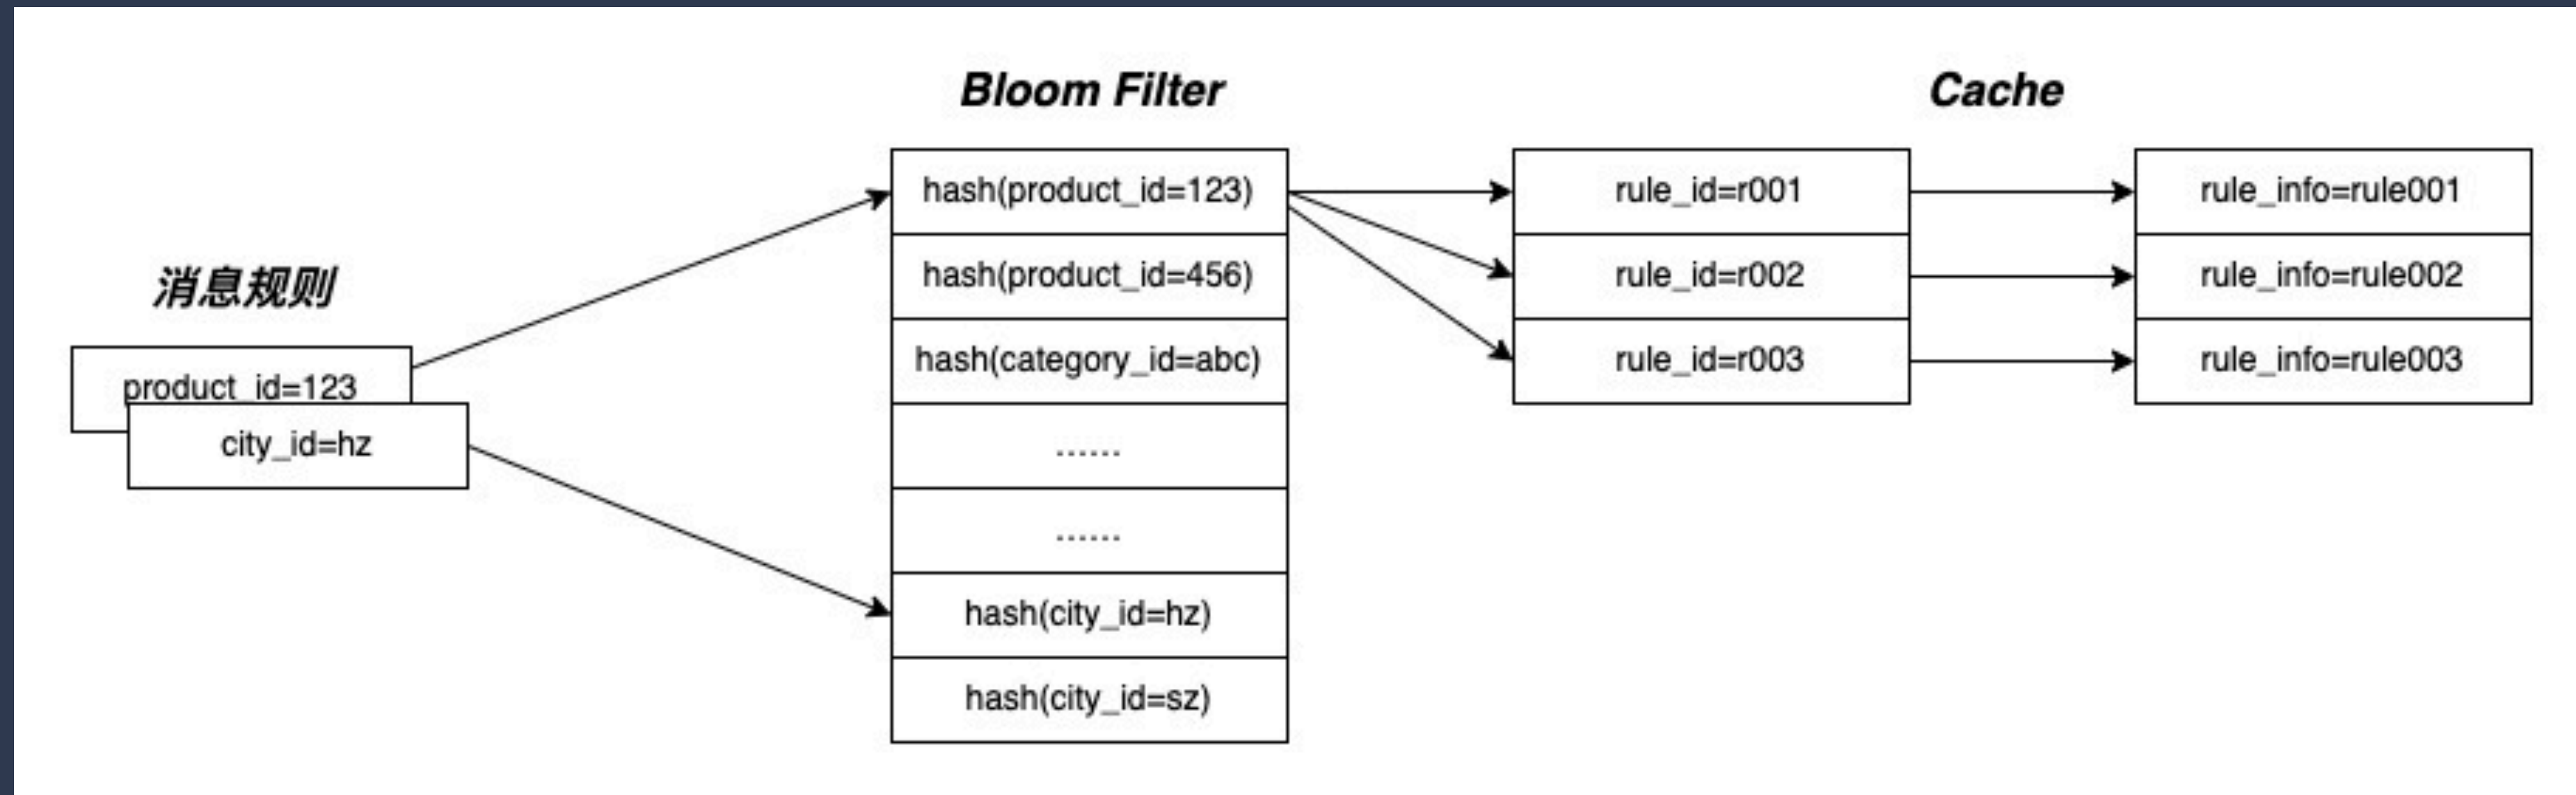 Bloom Filter
Cache
消息规则
product_id=123
city_id=hz
hash(product_id=123)
hash(product_id=456)
hash(category_id=abc)
......
......
hash(city_id=hz)
hash(city_id=sz)
rule_id=r001
rule_id=r002
rule_id=r003
rule_info=rule001
rule_info=rule002
rule_info=rule003